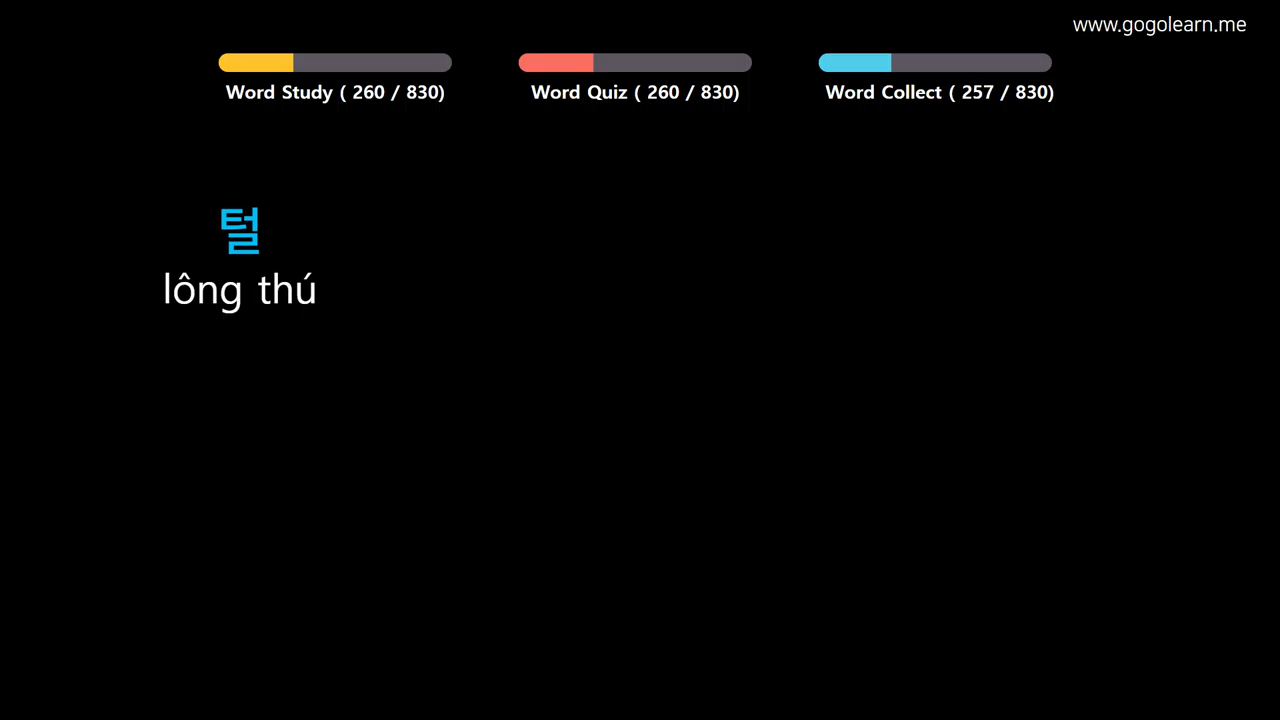 www.gogolearn.me
Word Study ( 260 / 830)
Word Quiz ( 260 / 830)
Word Collect ( 257 / 830)
털
lông thú